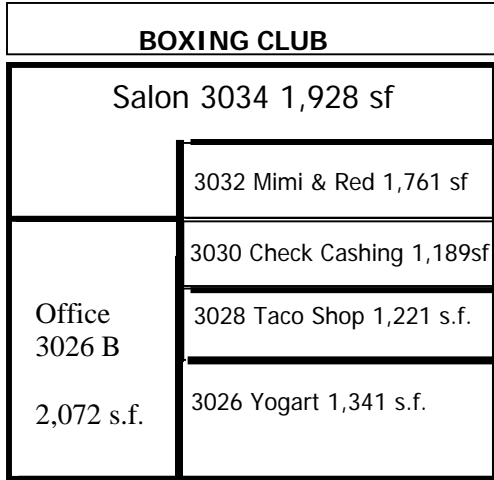 BOXING CLUB
Salon 3034 1,928 sf
3032 Mimi & Red 1,761 sf
3030 Check Cashing 1,189sf
3028 Taco Shop 1,221 s.f.
Office
3026 B
2,072 s.f.
3026 Yogart 1,341 s.f.